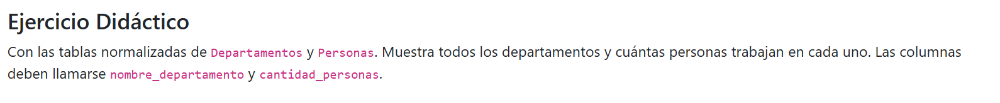 Ejercicio Didáctico
Con las tablas normalizadas de Departamentos y Personas. Muestra todos los departamentos y cuántas personas trabajan en cada uno. Las columnas
deben llamarse nombre_departamento y cantidad_personas.